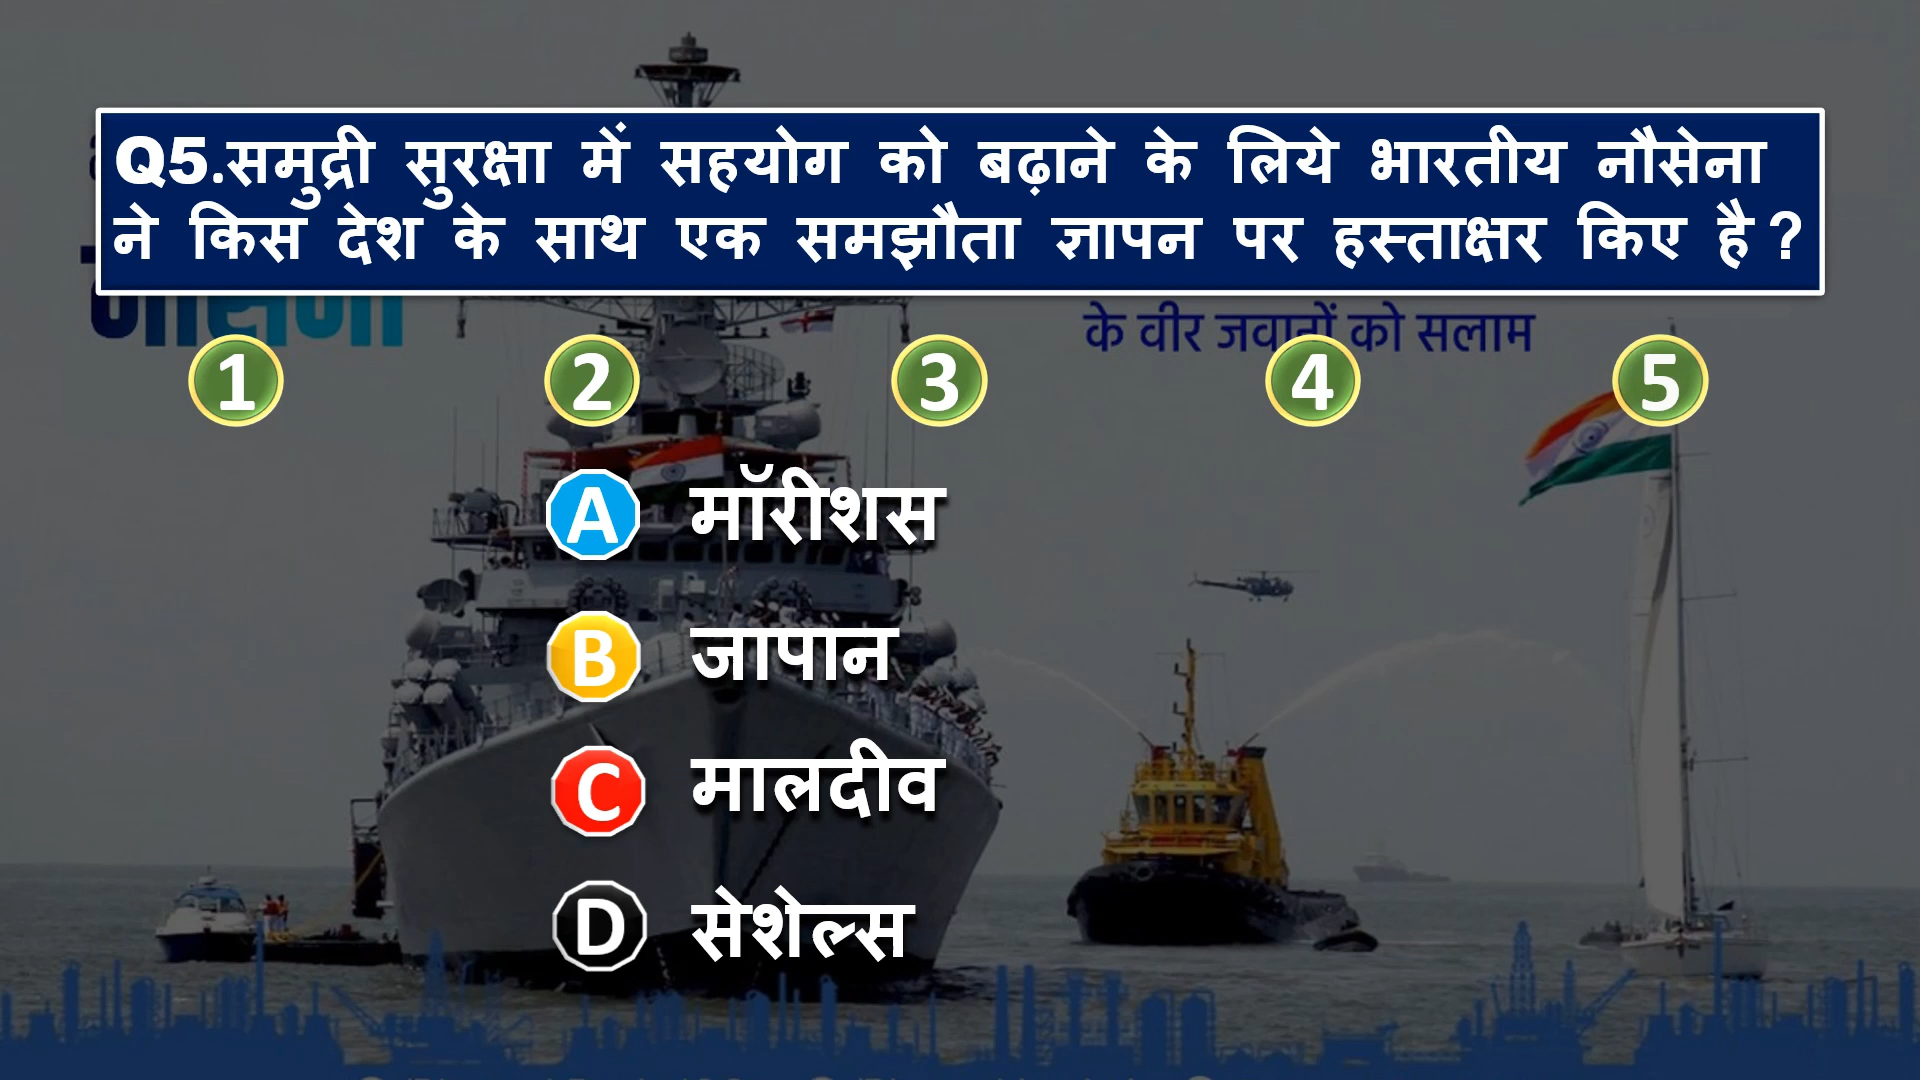 Q5.समुद्री सुरक्षा में सहयोग को बढ़ाने के लिये भारतीय नौसेना
ने किस देश के साथ एक समझौता ज्ञापन पर हस्ताक्षर किए है ?
के वीर जवानों को सलाम
1 2 3 4 5
A मॉरीशस
B जापान
C मालदीव
D सेशेल्स